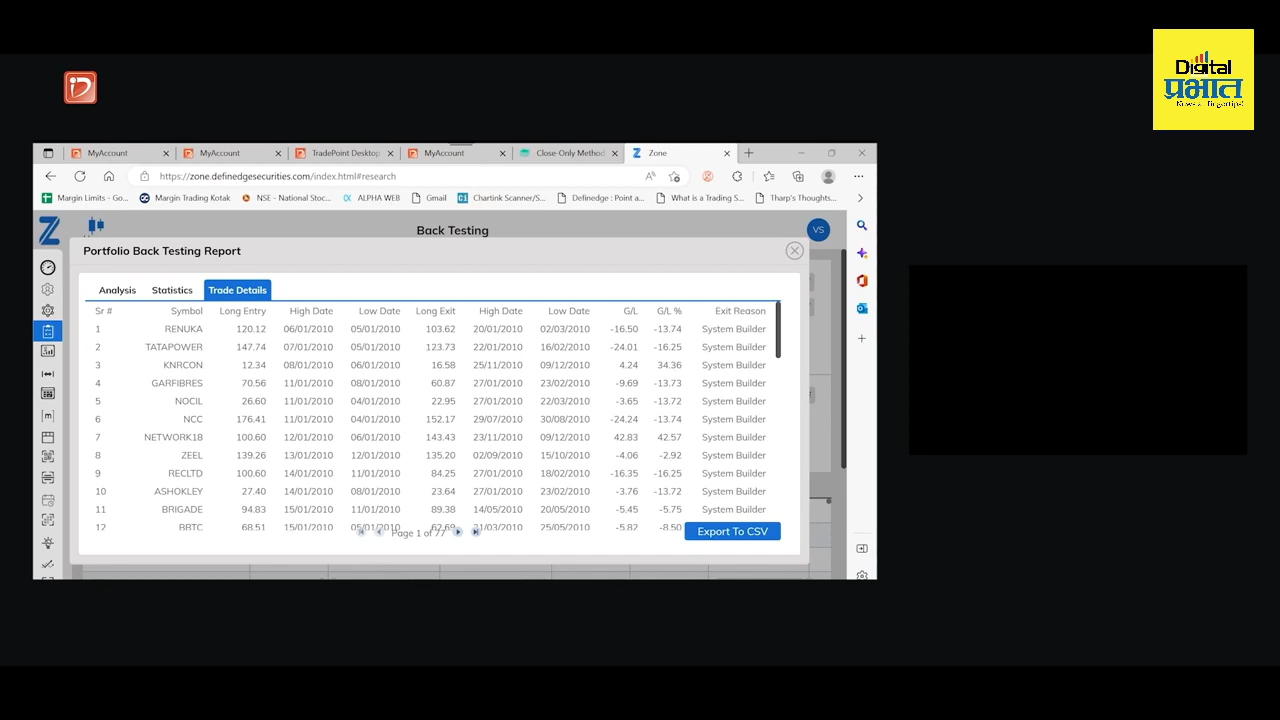 Digital
प्रभात
MyAccount
MyAccount
TradePoint Desktop
MyAccount
Close-Only Method
Zone
https://zone.definedgesecurities.com/index.html#research
Margin Limits - Go...
Margin Trading Kotak
NSE - National Stoc...
ALPHA WEB
Gmail
Chartink Scanner/S...
Definedge : Point a...
What is a Trading S...
Tharp's Thoughts...
Back Testing
VS
Portfolio Back Testing Report
Analysis Statistics Trade Details
Sr # Symbol Long Entry High Date Low Date Long Exit High Date Low Date G/L G/L % Exit Reason
1 RENUKA 120.12 06/01/2010 05/01/2010 103.62 20/01/2010 02/03/2010 -16.50 -13.74 System Builder
2 TATAPOWER 147.74 07/01/2010 05/01/2010 123.73 22/01/2010 16/02/2010 -24.01 -16.25 System Builder
3 KNRCON 12.34 08/01/2010 06/01/2010 16.58 25/11/2010 09/12/2010 4.24 34.36 System Builder
4 GARFIBRES 70.56 11/01/2010 08/01/2010 60.87 27/01/2010 23/02/2010 -9.69 -13.73 System Builder
5 NOCIL 26.60 11/01/2010 04/01/2010 22.95 27/01/2010 22/03/2010 -3.65 -13.72 System Builder
6 NCC 176.41 11/01/2010 04/01/2010 152.17 29/07/2010 30/08/2010 -24.24 -13.74 System Builder
7 NETWORK18 100.60 12/01/2010 06/01/2010 143.43 23/11/2010 09/12/2010 42.83 42.57 System Builder
8 ZEEL 139.26 13/01/2010 12/01/2010 135.20 02/09/2010 15/10/2010 -4.06 -2.92 System Builder
9 RECLTD 100.60 14/01/2010 11/01/2010 84.25 27/01/2010 18/02/2010 -16.35 -16.25 System Builder
10 ASHOKLEY 27.40 14/01/2010 08/01/2010 23.64 27/01/2010 23/02/2010 -3.76 -13.72 System Builder
11 BRIGADE 94.83 15/01/2010 11/01/2010 89.38 14/05/2010 20/05/2010 -5.45 -5.75 System Builder
12 BBTC 68.51 15/01/2010 05/01/2010 62.69 31/03/2010 25/05/2010 -5.82 -8.50 System Builder
Page 1 of 77
Export To CSV